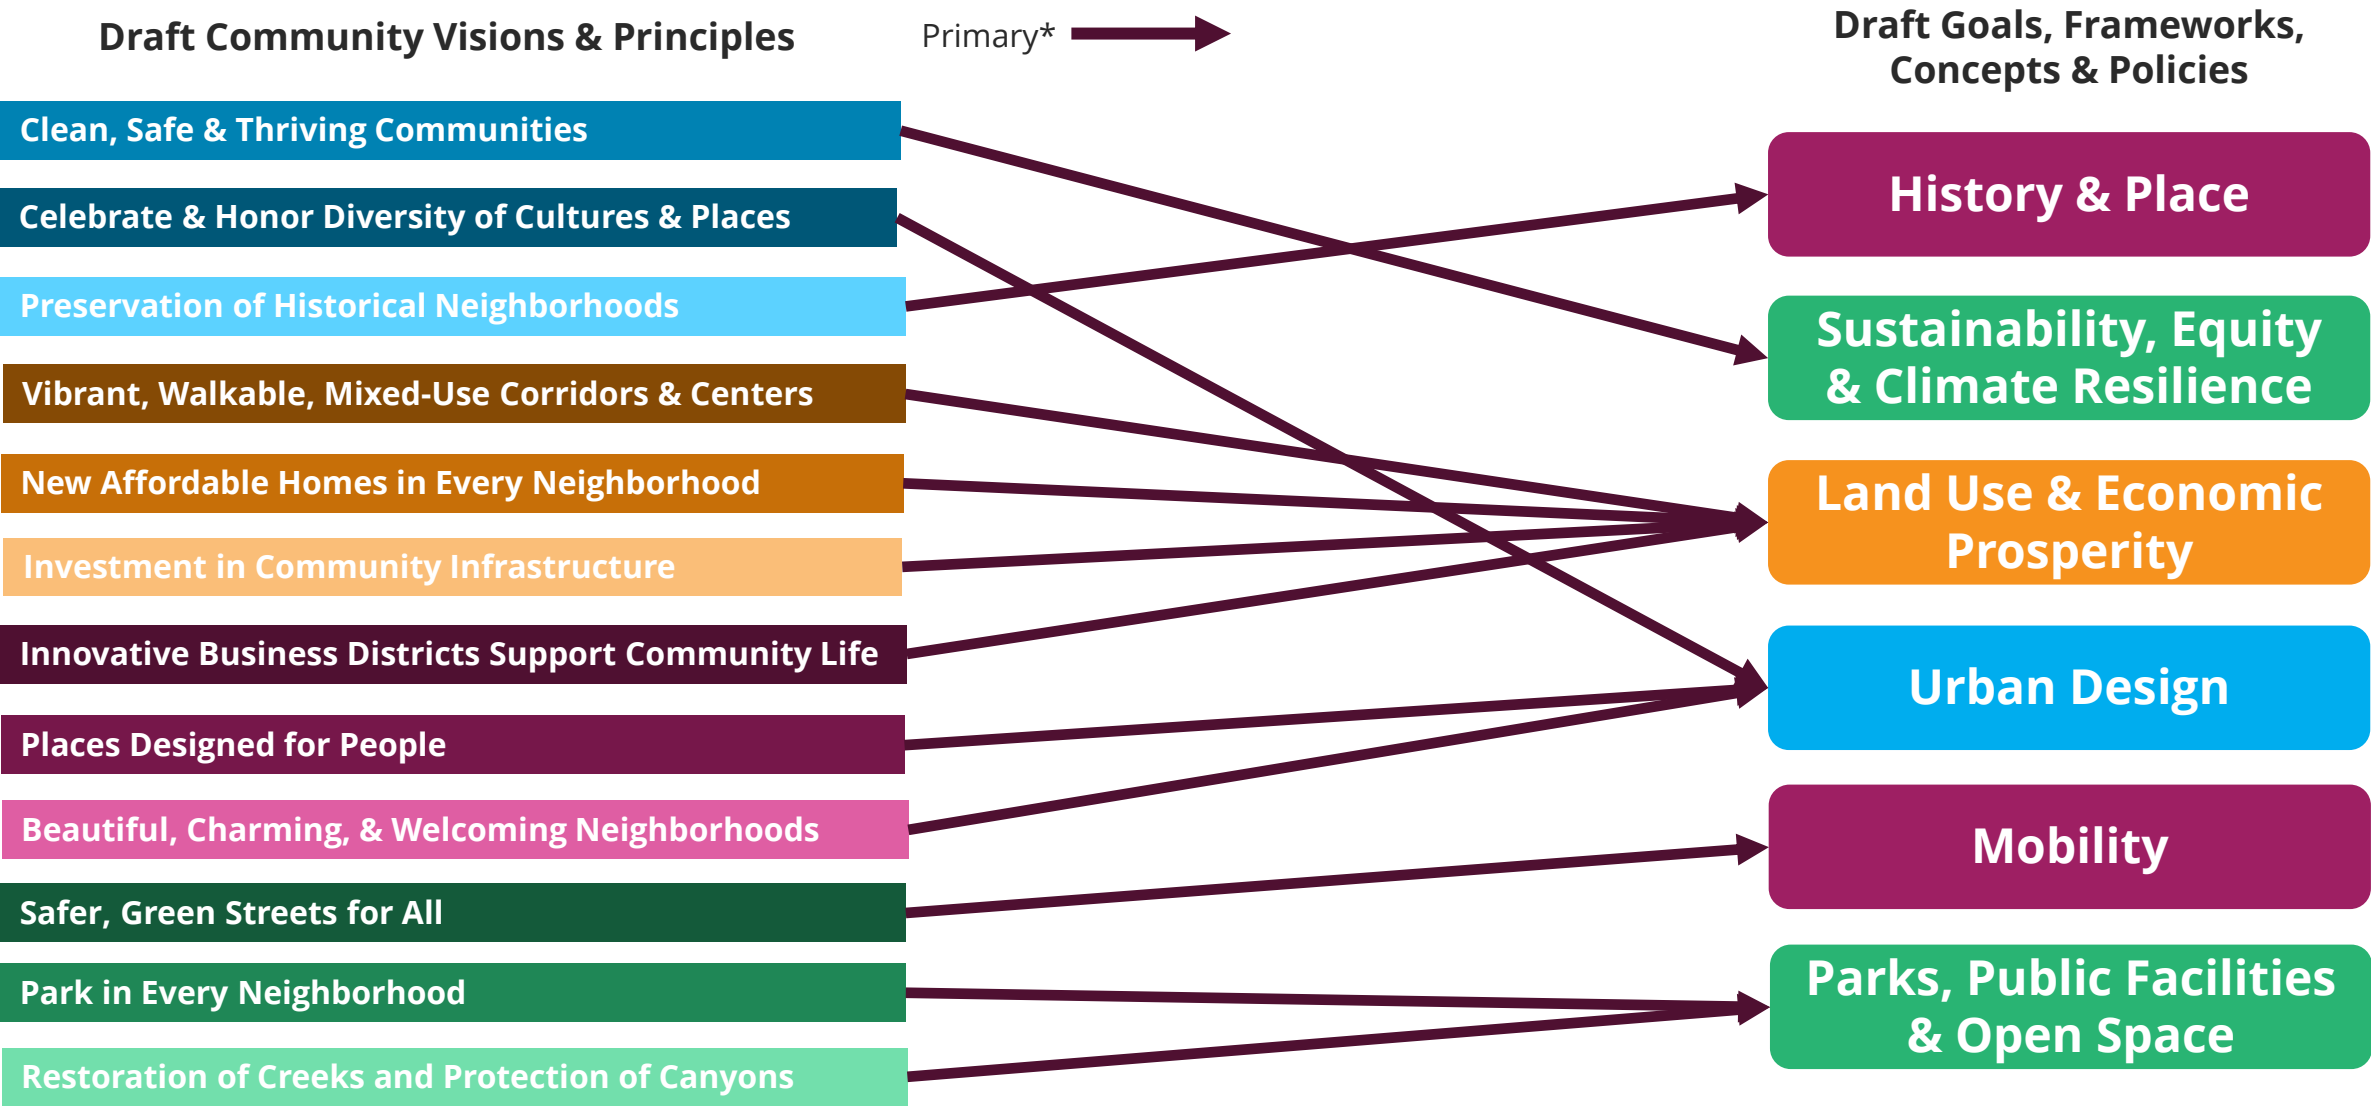 Draft Community Visions & Principles
Primary*
Draft Goals, Frameworks,
Concepts & Policies
Clean, Safe & Thriving Communities
Celebrate & Honor Diversity of Cultures & Places
Preservation of Historical Neighborhoods
Vibrant, Walkable, Mixed-Use Corridors & Centers
New Affordable Homes in Every Neighborhood
Investment in Community Infrastructure
Innovative Business Districts Support Community Life
Places Designed for People
Beautiful, Charming, & Welcoming Neighborhoods
Safer, Green Streets for All
Park in Every Neighborhood
Restoration of Creeks and Protection of Canyons
History & Place
Sustainability, Equity
& Climate Resilience
Land Use & Economic
Prosperity
Urban Design
Mobility
Parks, Public Facilities
& Open Space